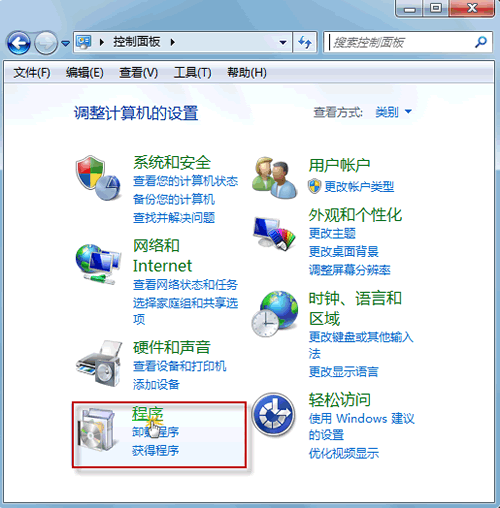 控制面板
搜索控制面板
文件(F) 编辑(E) 查看(V) 工具(T) 帮助(H)
调整计算机的设置
查看方式: 类别
系统和安全
查看您的计算机状态
备份您的计算机
查找并解决问题
网络和
Internet
查看网络状态和任务
选择家庭组和共享选
项
硬件和声音
查看设备和打印机
添加设备
程序
卸载程序
获得程序
用户帐户
更改帐户类型
外观和个性化
更改主题
更改桌面背景
调整屏幕分辨率
时钟、语言和
区域
更改键盘或其他输入
法
更改显示语言
轻松访问
使用 Windows 建议
的设置
优化视频显示